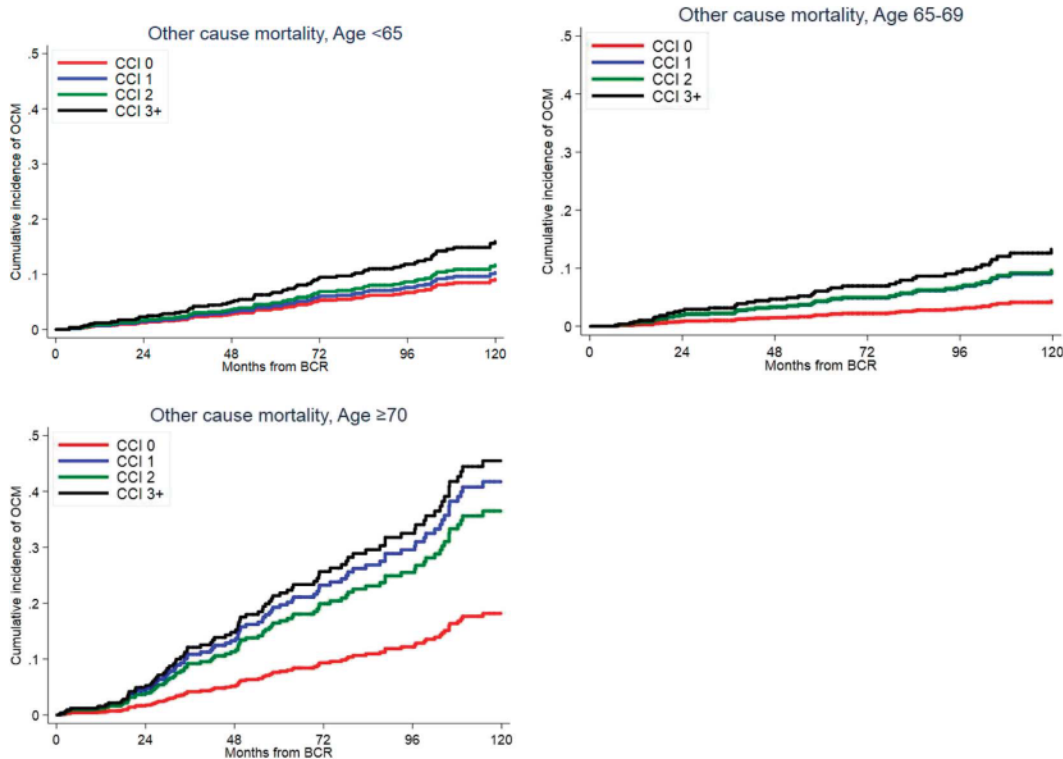 Other cause mortality, Age <65
Cumulative incidence of OCM
.5
.4
.3
.2
.1
0
CCI 0
CCI 1
CCI 2
CCI 3+
0 24 48 72 96 120
Months from BCR
Other cause mortality, Age 65-69
Cumulative incidence of OCM
.5
.4
.3
.2
.1
0
CCI 0
CCI 1
CCI 2
CCI 3+
0 24 48 72 96 120
Months from BCR
Other cause mortality, Age ≥70
Cumulative incidence of OCM
.5
.4
.3
.2
.1
0
CCI 0
CCI 1
CCI 2
CCI 3+
0 24 48 72 96 120
Months from BCR